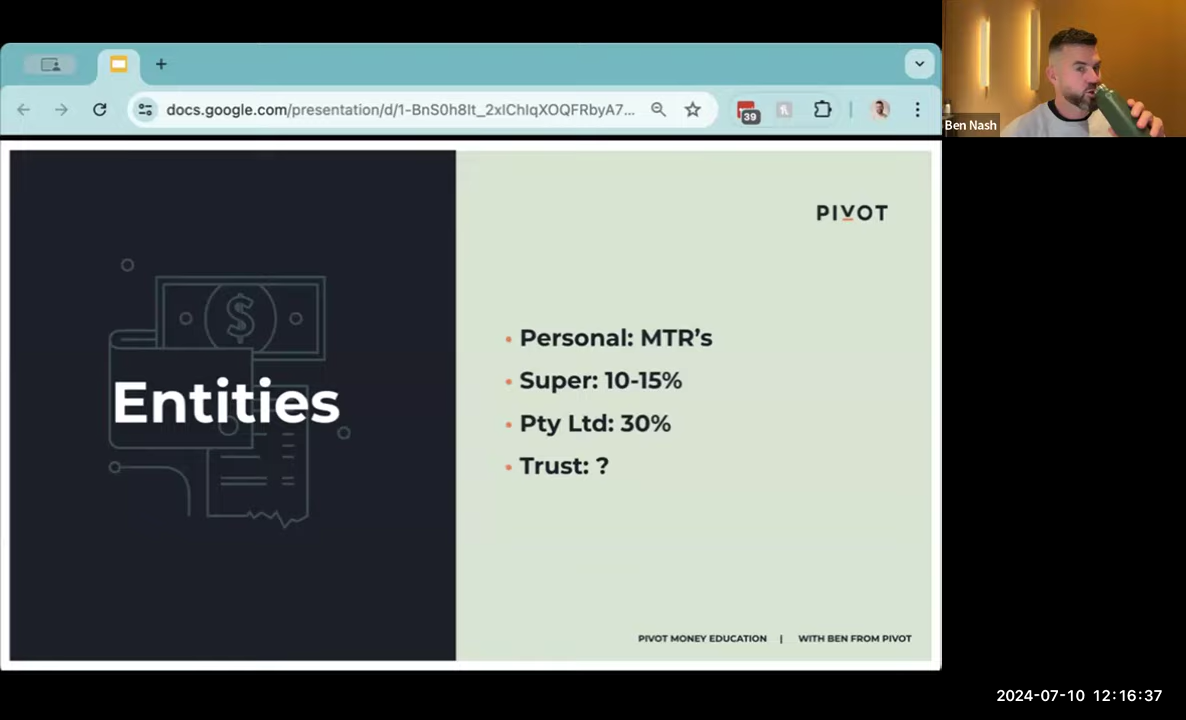 docs.google.com/presentation/d/1-BnS0h8lt_2xlChlqXOQFRbyA7...
39
Ben Nash
PIVOT
Entities
• Personal: MTR’s
• Super: 10-15%
• Pty Ltd: 30%
• Trust: ?
PIVOT MONEY EDUCATION | WITH BEN FROM PIVOT
2024-07-10 12:16:37